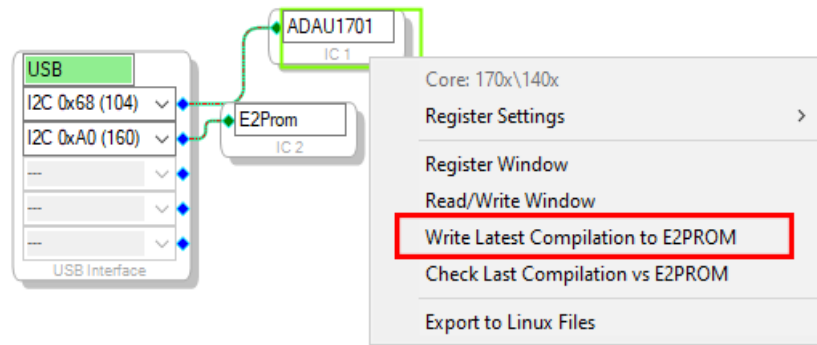 ADAU1701
IC 1
USB
I2C 0x68 (104)
I2C 0xA0 (160)
---
---
---
USB Interface
E2Prom
IC 2
Core: 170x\140x
Register Settings
Register Window
Read/Write Window
Write Latest Compilation to E2PROM
Check Last Compilation vs E2PROM
Export to Linux Files